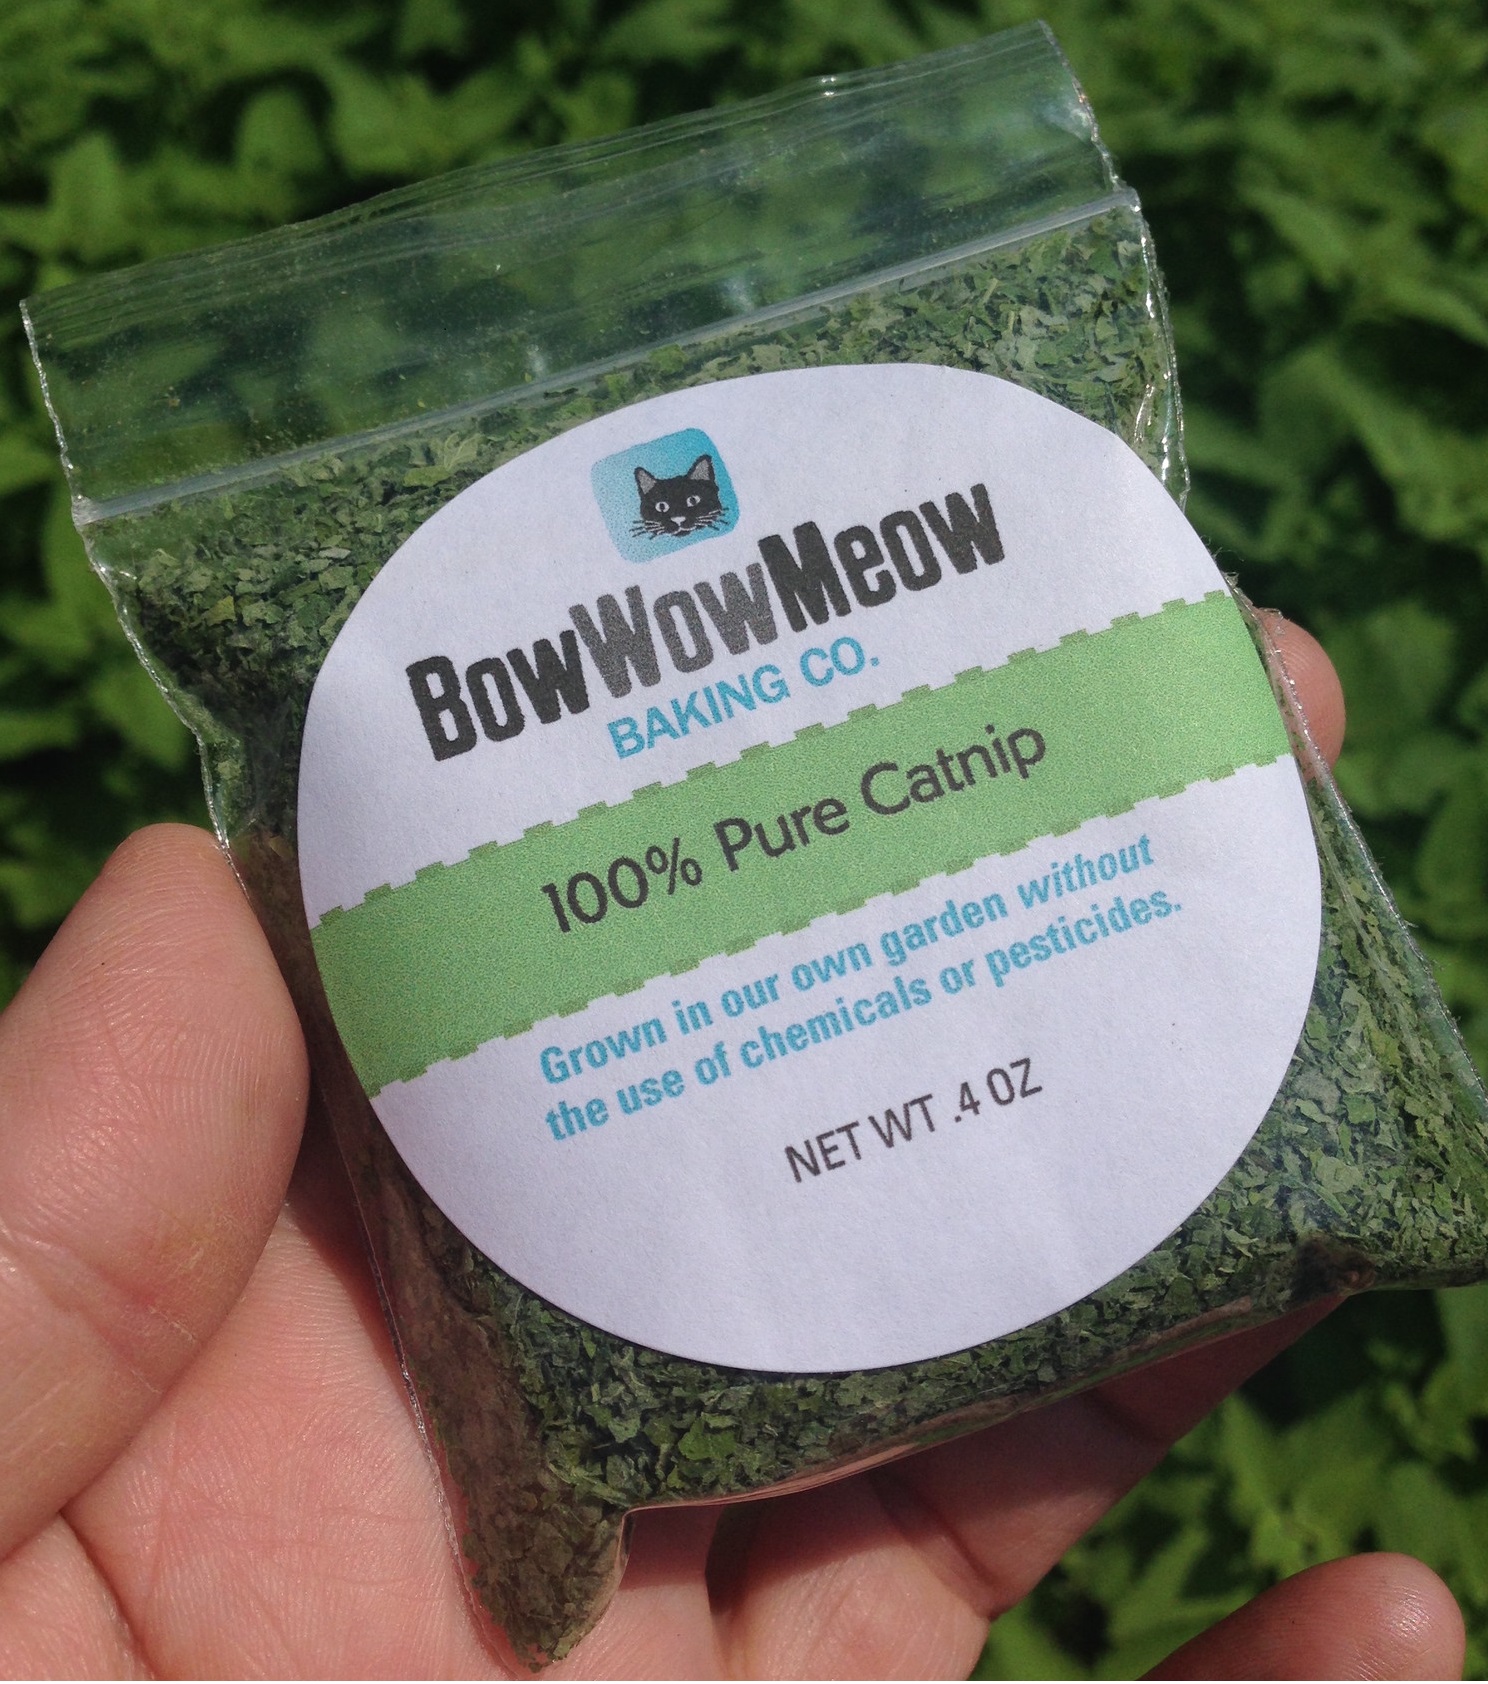 BowWowMeow
BAKING CO.
100% Pure Catnip
Grown in our own garden without
the use of chemicals or pesticides.
NET WT .4 OZ